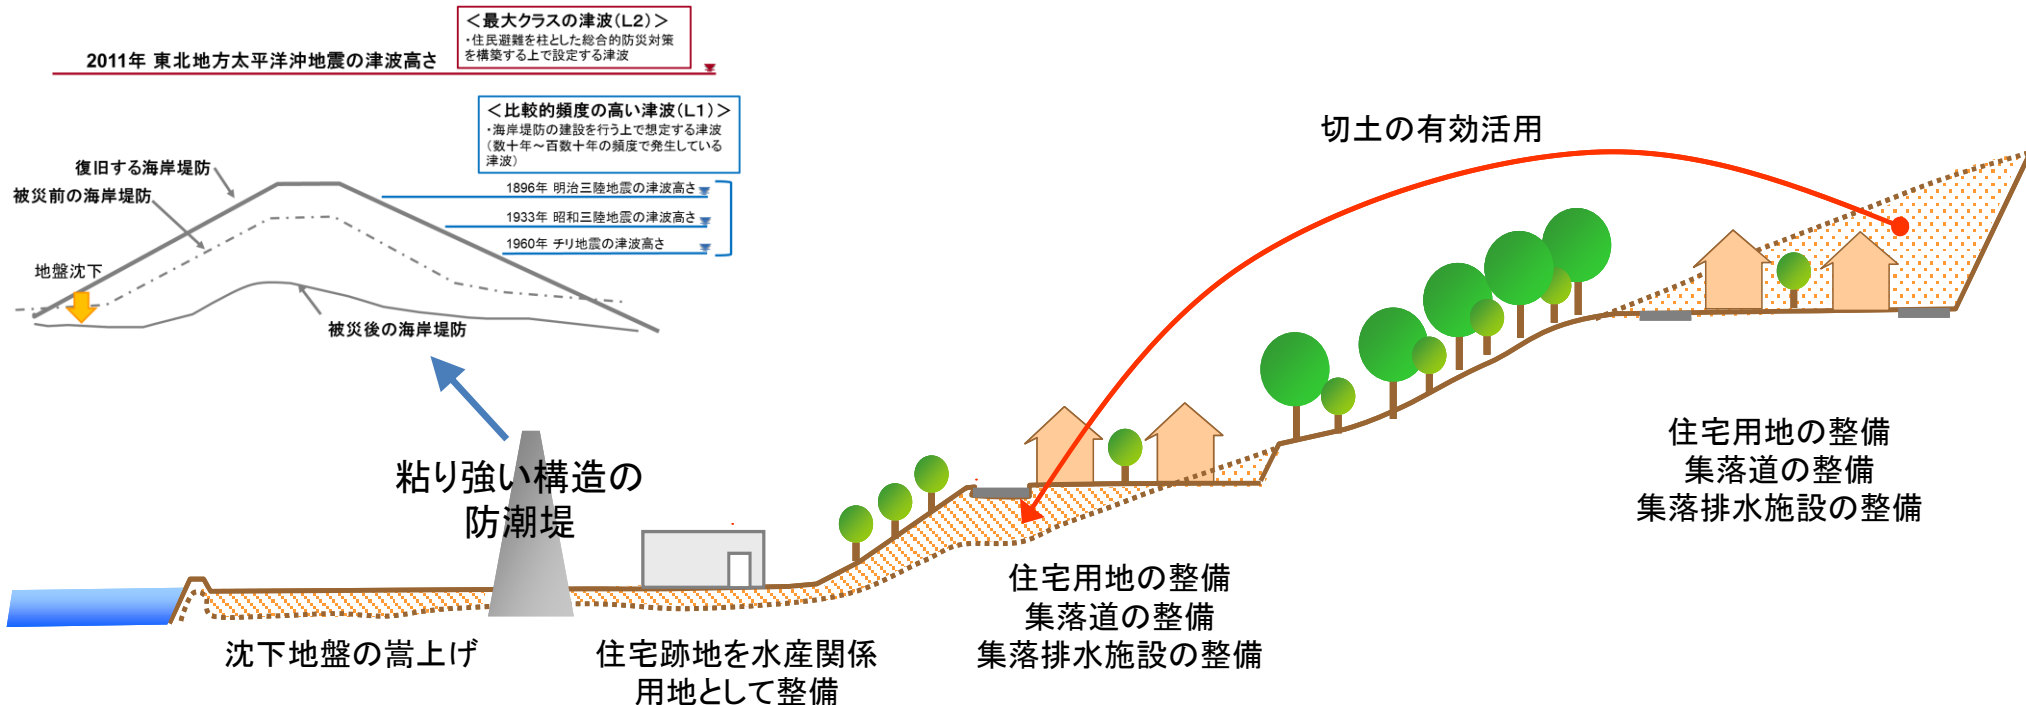 2011年 東北地方太平洋沖地震の津波高さ
＜最大クラスの津波（L2）＞
・住民避難を柱とした総合的防災対策
を構築する上で設定する津波
＜比較的頻度の高い津波（L1）＞
・海岸堤防の建設を行う上で想定する津波
（数十年～百数十年の頻度で発生している
津波）
復旧する海岸堤防
被災前の海岸堤防
1896年 明治三陸地震の津波高さ
1933年 昭和三陸地震の津波高さ
1960年 チリ地震の津波高さ
地盤沈下
被災後の海岸堤防
切土の有効活用
粘り強い構造の
防潮堤
沈下地盤の嵩上げ
住宅跡地を水産関係
用地として整備
住宅用地の整備
集落道の整備
集落排水施設の整備
住宅用地の整備
集落道の整備
集落排水施設の整備